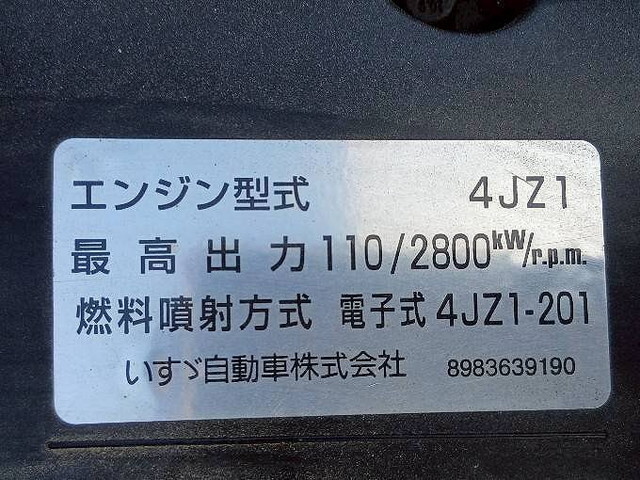 エンジン型式 4JZ1
最高出力 110/2800kW/r.p.m.
燃料噴射方式 電子式 4JZ1-201
いすゞ自動車株式会社 8983639190